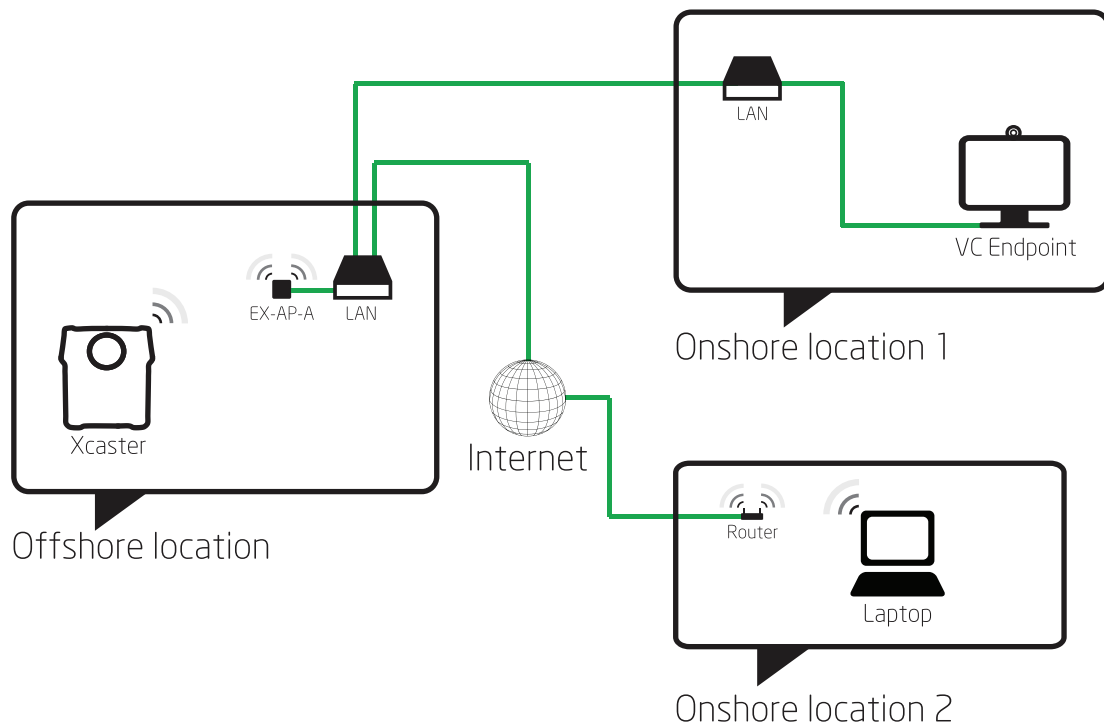 LAN
VC Endpoint
Onshore location 1
EX-AP-A
LAN
Xcaster
Offshore location
Internet
Router
Laptop
Onshore location 2